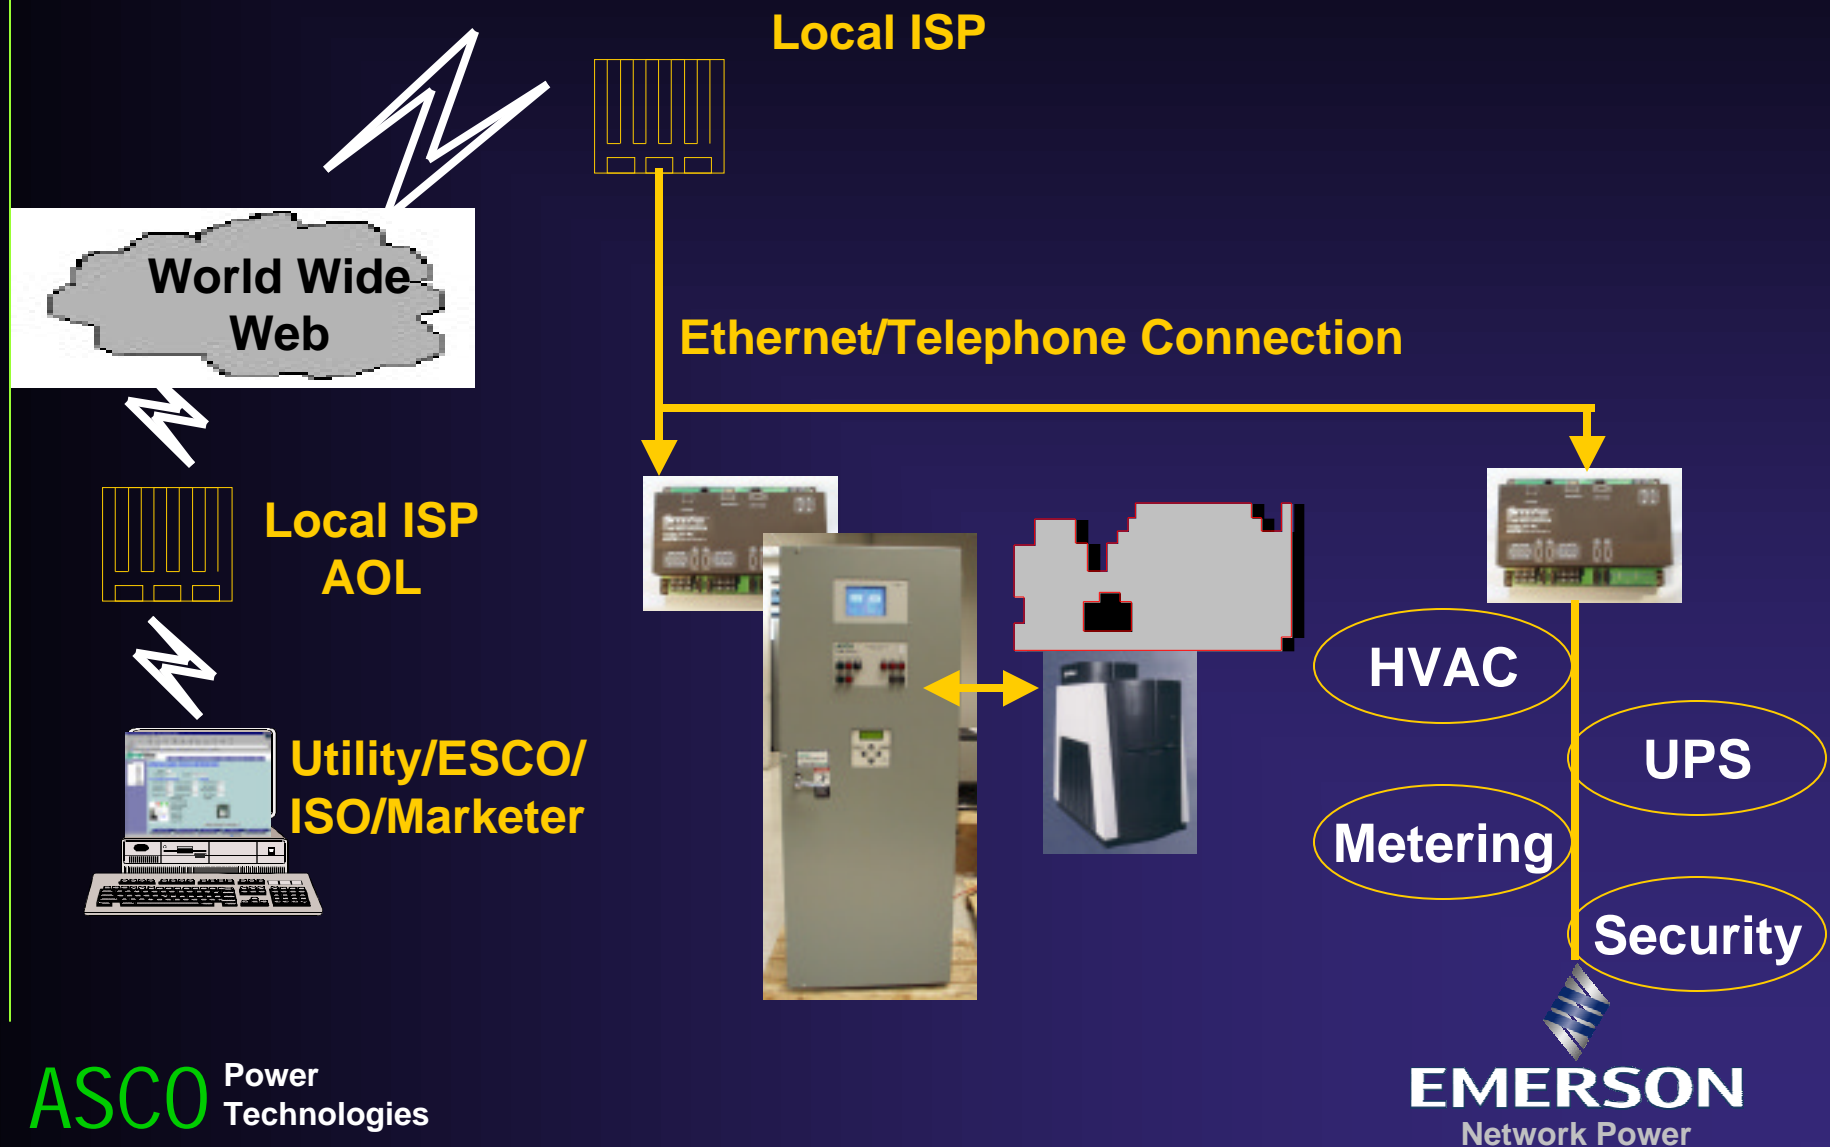 Local ISP
World Wide
Web
Ethernet/Telephone Connection
Local ISP
AOL
HVAC
UPS
Utility/ESCO/
ISO/Marketer
Metering
Security
ASCO Power
Technologies
EMERSON
Network Power